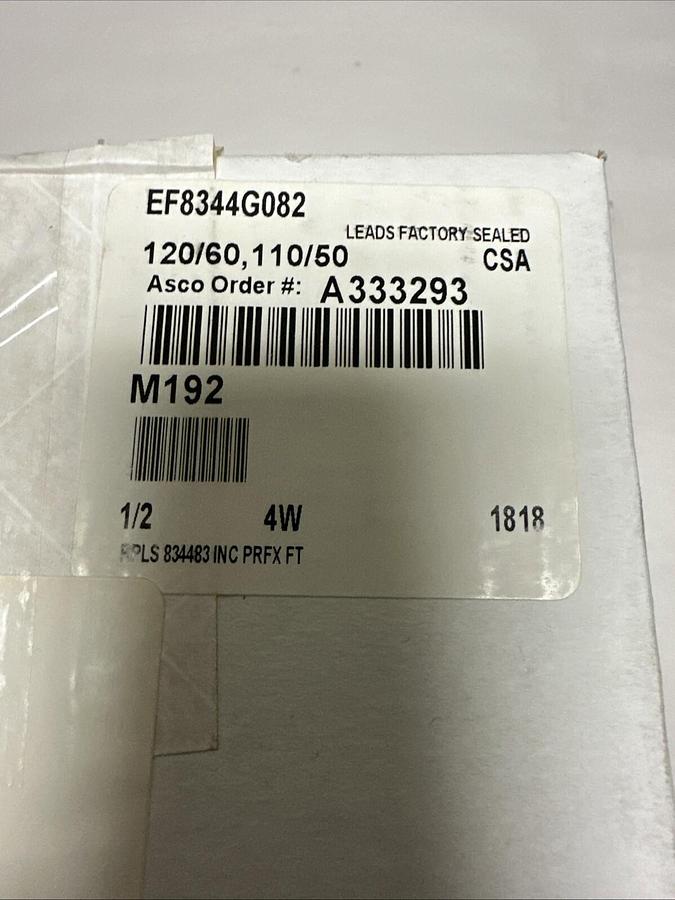 EF8344G082
LEADS FACTORY SEALED
120/60,110/50 CSA
Asco Order #: A333293
M192
1/2 4W 1818
RPLS 834483 INC PRFX FT